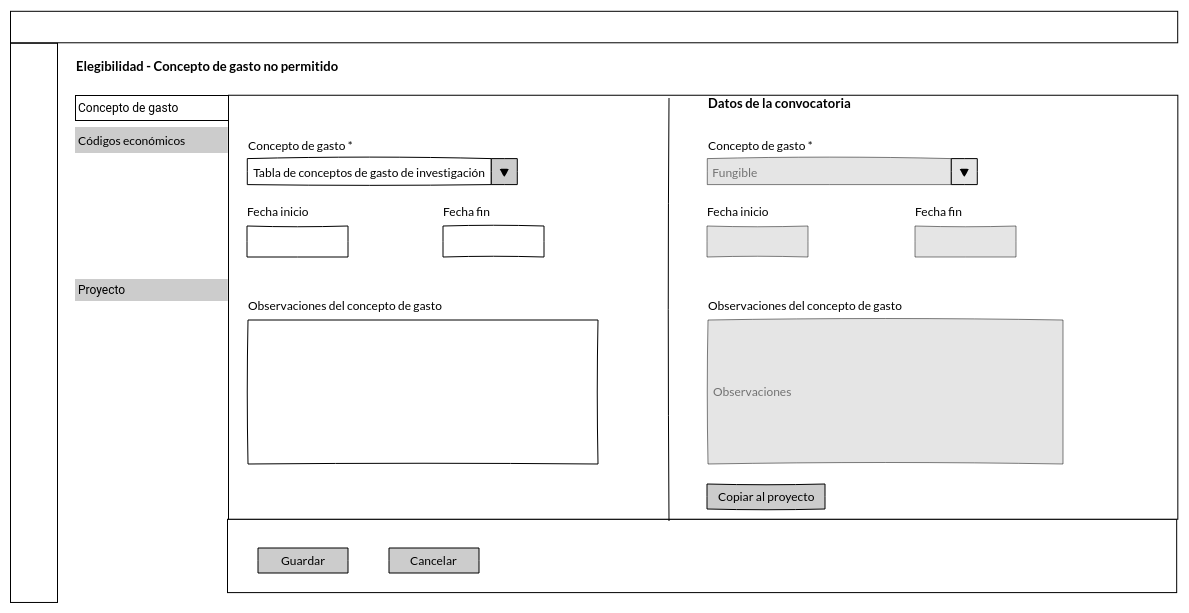 Elegibilidad - Concepto de gasto no permitido
Concepto de gasto
Códigos económicos
Proyecto
Concepto de gasto *
Tabla de conceptos de gasto de investigación
Fecha inicio
Fecha fin
Observaciones del concepto de gasto
Datos de la convocatoria
Concepto de gasto *
Fungible
Fecha inicio
Fecha fin
Observaciones del concepto de gasto
Observaciones
Copiar al proyecto
Guardar
Cancelar